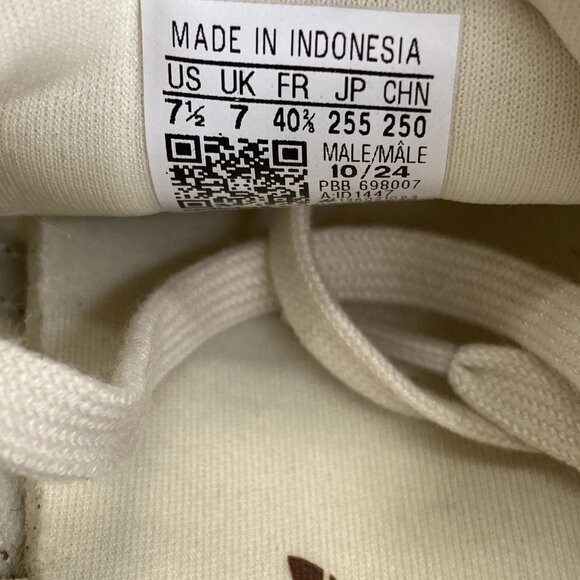 MADE IN INDONESIA
US UK FR JP CHN
7½ 7 40⅔ 255 250
MALE/MÂLE
10/24
PBB 698007
A:ID1447